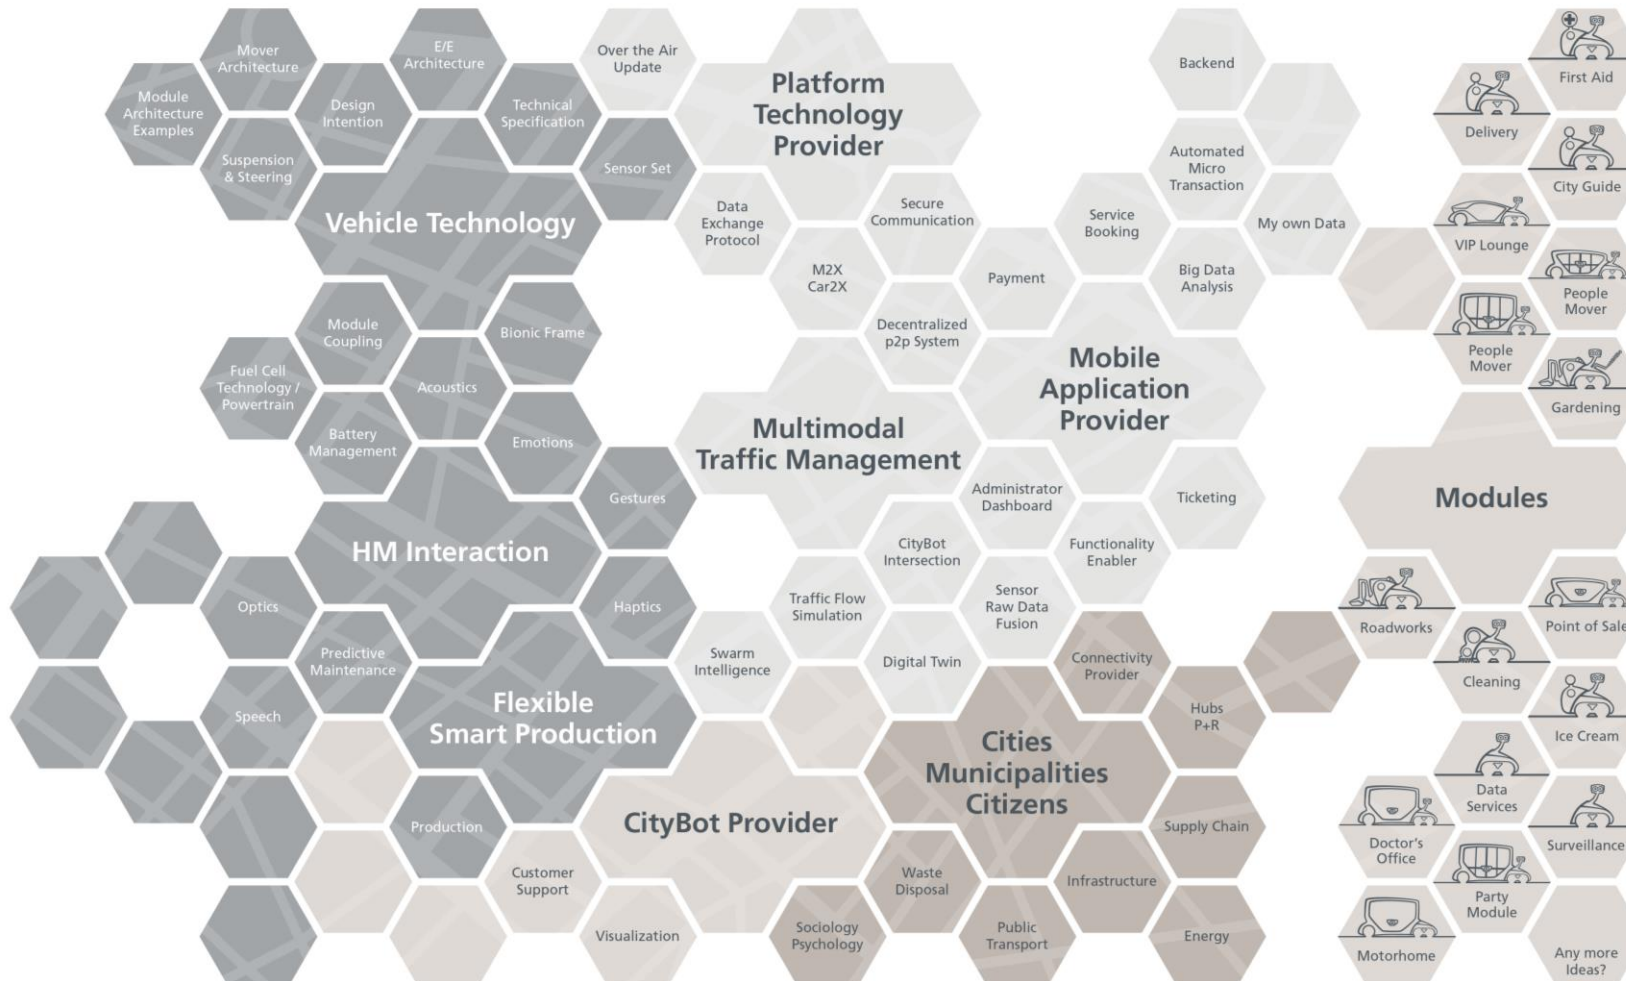 Mover
Architecture
E/E
Architecture
Over the Air
Update
Module
Architecture
Examples
Design
Intention
Technical
Specification
Suspension
& Steering
Sensor Set
Vehicle Technology
Platform
Technology
Provider
Data
Exchange
Protocol
Secure
Communication
M2X
Car2X
Payment
Decentralized
p2p System
Backend
Automated
Micro
Transaction
Service
Booking
My own Data
Big Data
Analysis
Mobile
Application
Provider
Module
Coupling
Bionic Frame
Fuel Cell
Technology /
Powertrain
Acoustics
Battery
Management
Emotions
Gestures
HM Interaction
Optics
Haptics
Predictive
Maintenance
Speech
Multimodal
Traffic Management
Administrator
Dashboard
Ticketing
CityBot
Intersection
Functionality
Enabler
Traffic Flow
Simulation
Sensor
Raw Data
Fusion
Swarm
Intelligence
Digital Twin
Flexible
Smart Production
Production
CityBot Provider
Customer
Support
Visualization
Connectivity
Provider
Hubs
P+R
Cities
Municipalities
Citizens
Supply Chain
Waste
Disposal
Infrastructure
Sociology
Psychology
Public
Transport
Energy
First Aid
Delivery
City Guide
VIP Lounge
People
Mover
People
Mover
Gardening
Modules
Roadworks
Point of Sale
Cleaning
Ice Cream
Data
Services
Doctor's
Office
Surveillance
Party
Module
Motorhome
Any more
Ideas?